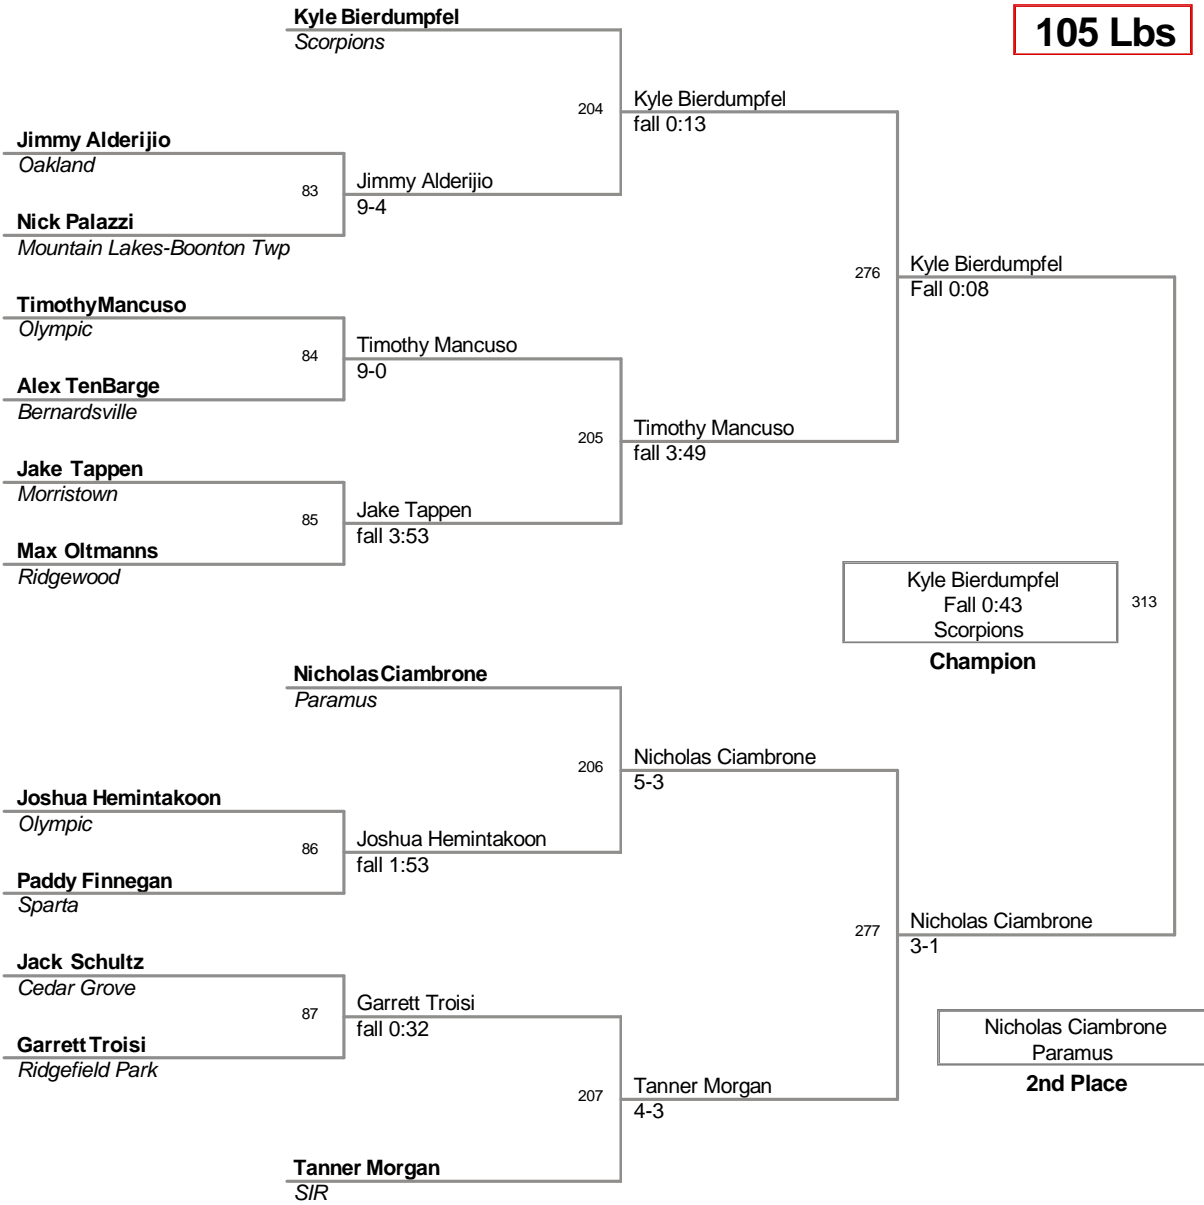 Kyle Bierdumpfel
Scorpions
105 Lbs
204
Kyle Bierdumpfel
fall 0:13
Jimmy Alderijio
Oakland
83
Jimmy Alderijio
9-4
Nick Palazzi
Mountain Lakes-Boonton Twp
276
Kyle Bierdumpfel
Fall 0:08
TimothyMancuso
Olympic
84
Timothy Mancuso
9-0
Alex TenBarge
Bernardsville
205
Timothy Mancuso
fall 3:49
Jake Tappen
Morristown
85
Jake Tappen
fall 3:53
Max Oltmanns
Ridgewood
Kyle Bierdumpfel
Fall 0:43
Scorpions
313
Champion
NicholasCiambrone
Paramus
206
Nicholas Ciambrone
5-3
Joshua Hemintakoon
Olympic
86
Joshua Hemintakoon
fall 1:53
Paddy Finnegan
Sparta
277
Nicholas Ciambrone
3-1
Jack Schultz
Cedar Grove
87
Garrett Troisi
fall 0:32
Garrett Troisi
Ridgefield Park
Nicholas Ciambrone
Paramus
2nd Place
207
Tanner Morgan
4-3
Tanner Morgan
SIR